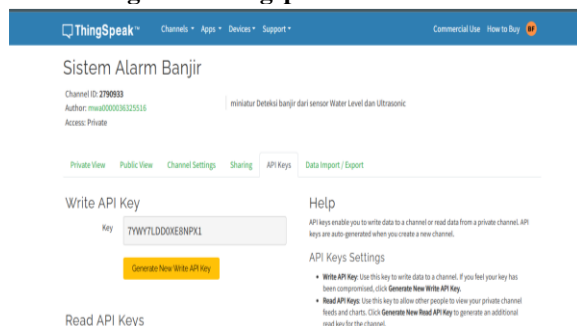 ThingSpeak™ Channels Apps Devices Support Commercial Use How to Buy BF
Sistem Alarm Banjir
Channel ID: 2790933
Author: mwa0000036325516
Access: Private
miniatur Deteksi banjir dari sensor Water Level dan Ultrasonic
Private View Public View Channel Settings Sharing API Keys Data Import / Export
Write API Key
Key 7YWY7LDD0XE8NPX1
Generate New Write API Key
Read API Keys
Help
API keys enable you to write data to a channel or read data from a private channel. API
keys are auto-generated when you create a new channel.
API Keys Settings
• Write API Key: Use this key to write data to a channel. If you feel your key has
been compromised, click Generate New Write API Key.
• Read API Keys: Use this key to allow other people to view your private channel
feeds and charts. Click Generate New Read API Key to generate an additional
read key for the channel.